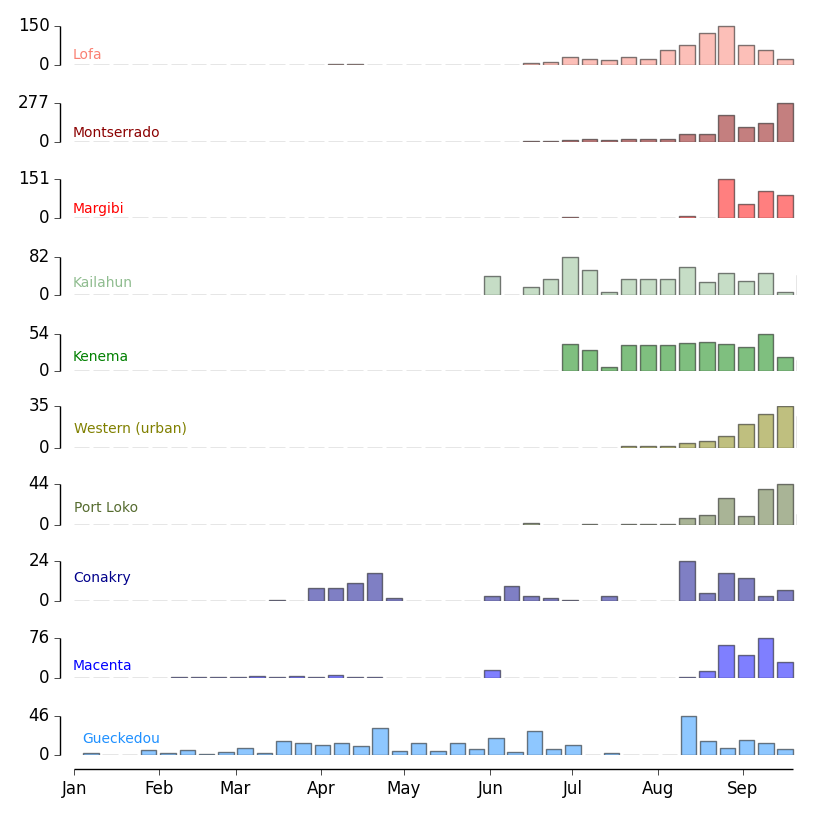 150
Lofa
0
277
Montserrado
0
151
Margibi
0
82
Kailahun
0
54
Kenema
0
35
Western (urban)
0
44
Port Loko
0
24
Conakry
0
76
Macenta
0
46
Gueckedou
0
Jan Feb Mar Apr May Jun Jul Aug Sep